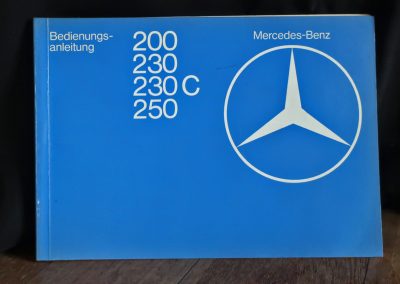 Bedienungs-
anleitung
200
230
230 C
250
Mercedes-Benz